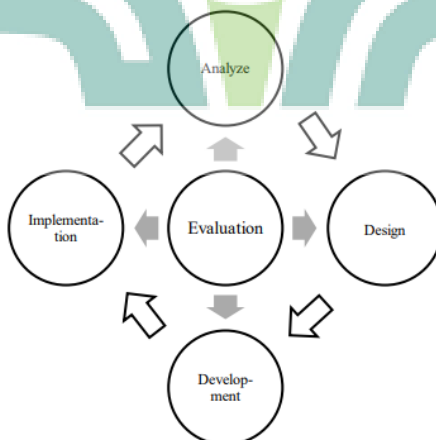 Analyze
Implementa-
tion
Evaluation
Design
Develop-
ment